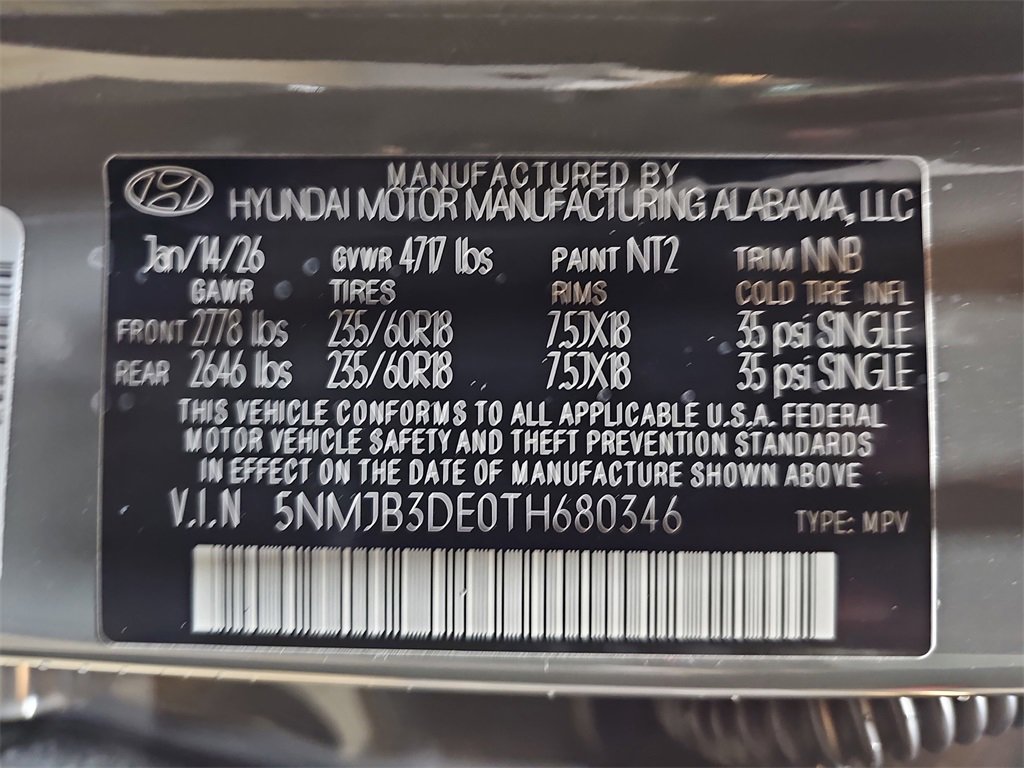 MANUFACTURED BY
HYUNDAI MOTOR MANUFACTURING ALABAMA, LLC
Jan/14/26 GVWR 4717 lbs PAINT NT2 TRIM NNB
GAWR TIRES RIMS COLD TIRE INFL
FRONT 2778 lbs 235/60R18 7.5JX18 35 psi SINGLE
REAR 2646 lbs 235/60R18 7.5JX18 35 psi SINGLE
THIS VEHICLE CONFORMS TO ALL APPLICABLE U.S.A. FEDERAL
MOTOR VEHICLE SAFETY AND THEFT PREVENTION STANDARDS
IN EFFECT ON THE DATE OF MANUFACTURE SHOWN ABOVE
V.I.N 5NMJB3DE0TH680346 TYPE: MPV